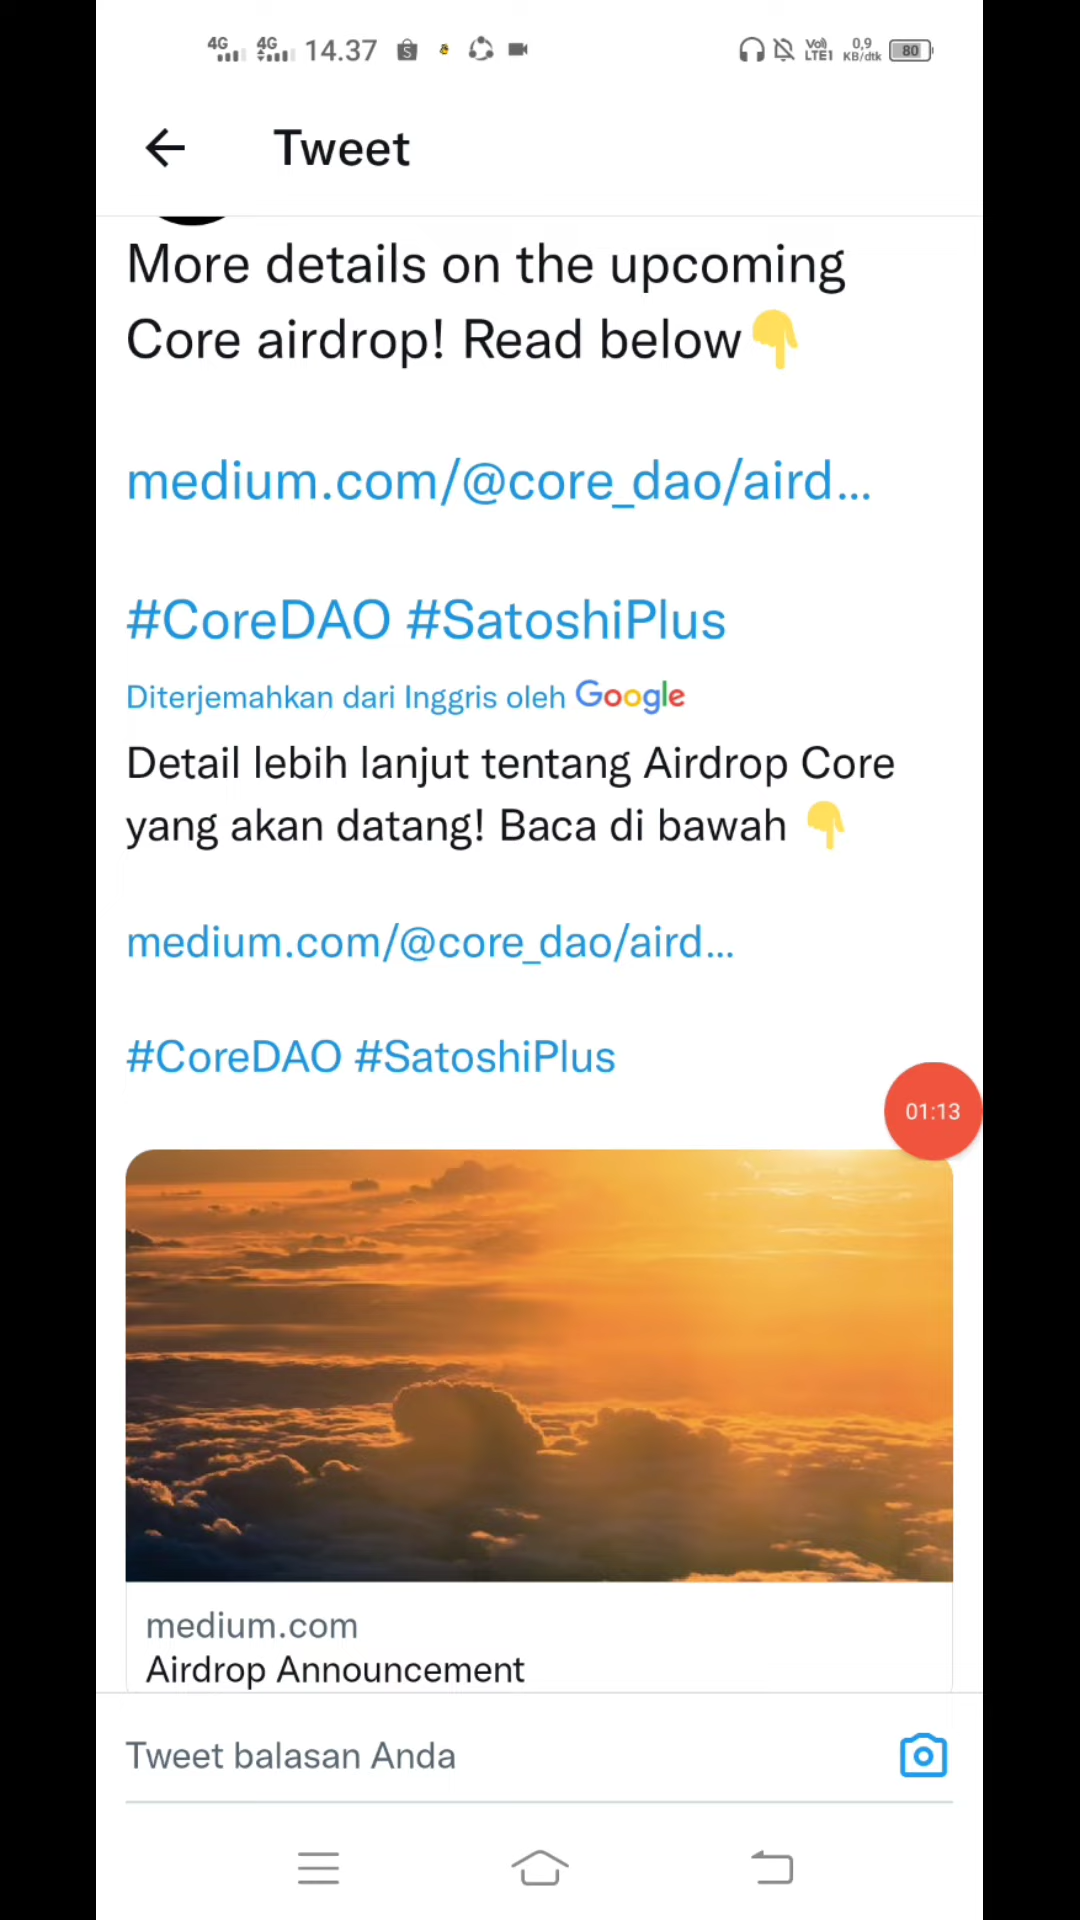 4G 4G 14.37 0,9 80
Vo)) LTE1 KB/dtk
Tweet
More details on the upcoming
Core airdrop! Read below👇
medium.com/@core_dao/aird...
#CoreDAO #SatoshiPlus
Diterjemahkan dari Inggris oleh Google
Detail lebih lanjut tentang Airdrop Core
yang akan datang! Baca di bawah 👇
medium.com/@core_dao/aird...
#CoreDAO #SatoshiPlus
01:13
medium.com
Airdrop Announcement
Tweet balasan Anda